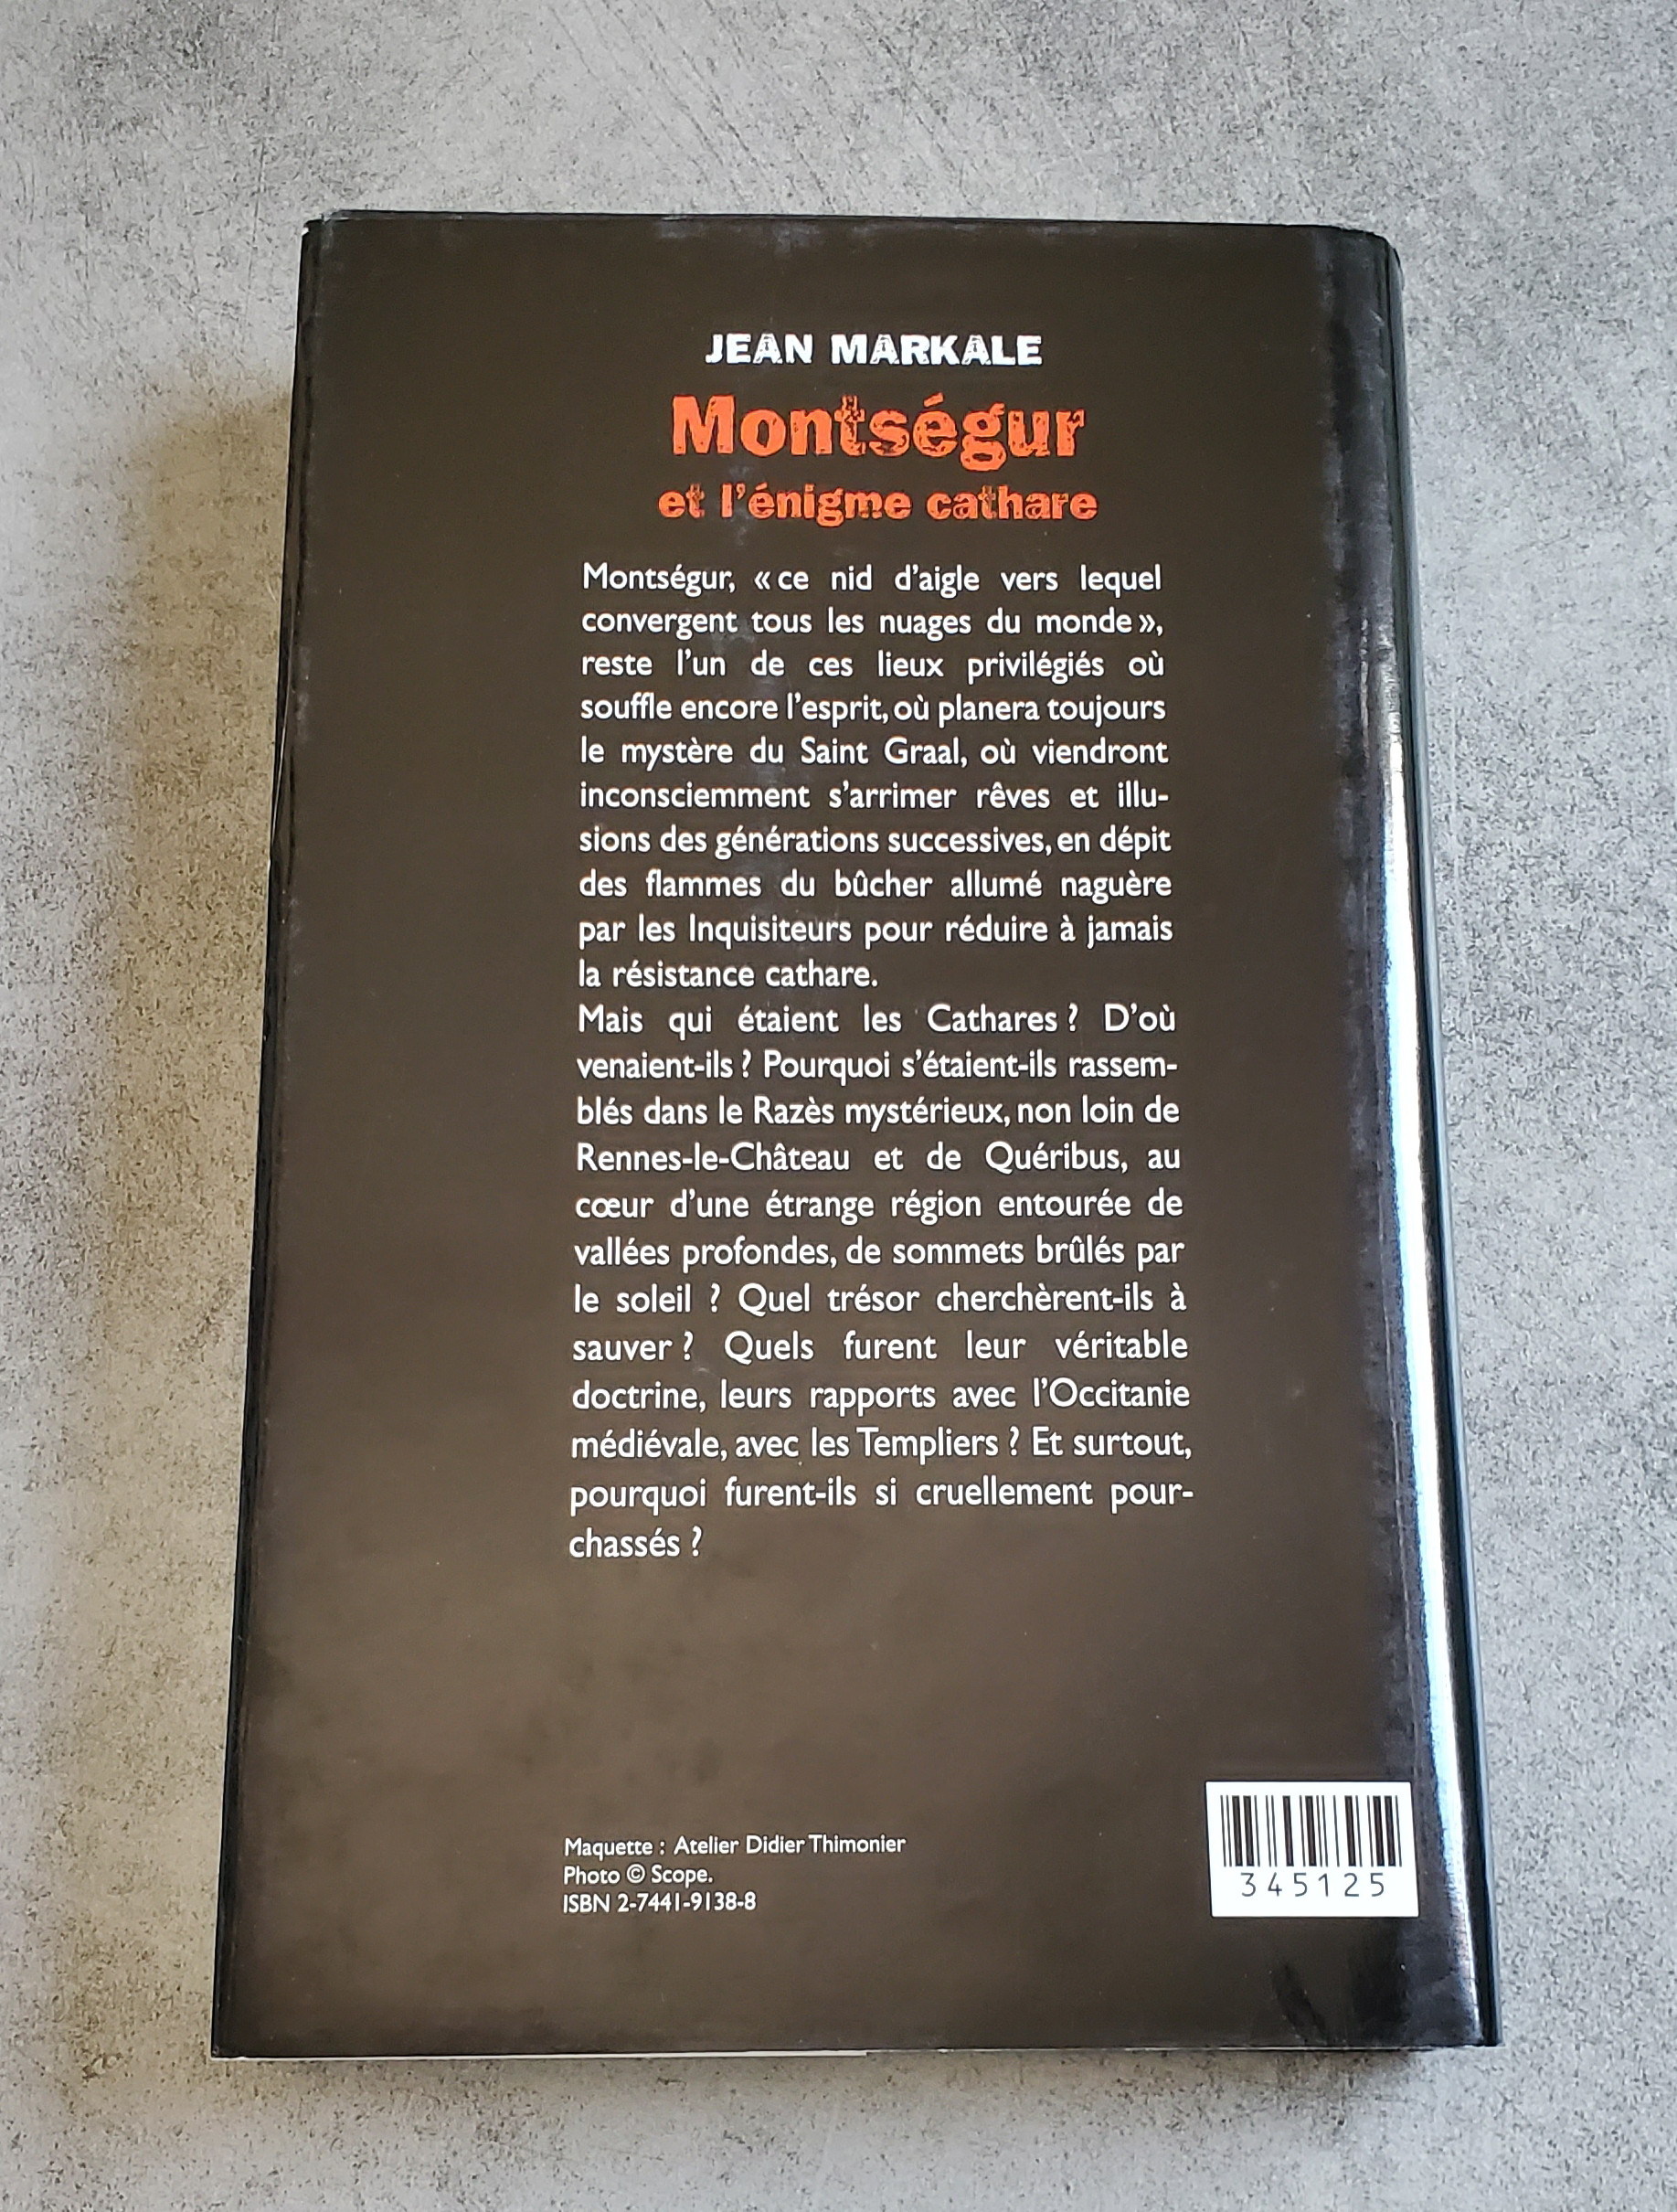 JEAN MARKALE
Montségur
et l'énigme cathare
Montségur, « ce nid d'aigle vers lequel
convergent tous les nuages du monde »,
reste l'un de ces lieux privilégiés où
souffle encore l'esprit, où planera toujours
le mystère du Saint Graal, où viendront
inconsciemment s'arrimer rêves et illu-
sions des générations successives, en dépit
des flammes du bûcher allumé naguère
par les Inquisiteurs pour réduire à jamais
la résistance cathare.
Mais qui étaient les Cathares ? D'où
venaient-ils ? Pourquoi s'étaient-ils rassem-
blés dans le Razès mystérieux, non loin de
Rennes-le-Château et de Quéribus, au
cœur d'une étrange région entourée de
vallées profondes, de sommets brûlés par
le soleil ? Quel trésor cherchèrent-ils à
sauver ? Quels furent leur véritable
doctrine, leurs rapports avec l'Occitanie
médiévale, avec les Templiers ? Et surtout,
pourquoi furent-ils si cruellement pour-
chassés ?
Maquette : Atelier Didier Thimonier
Photo © Scope.
ISBN 2-7441-9138-8
345125